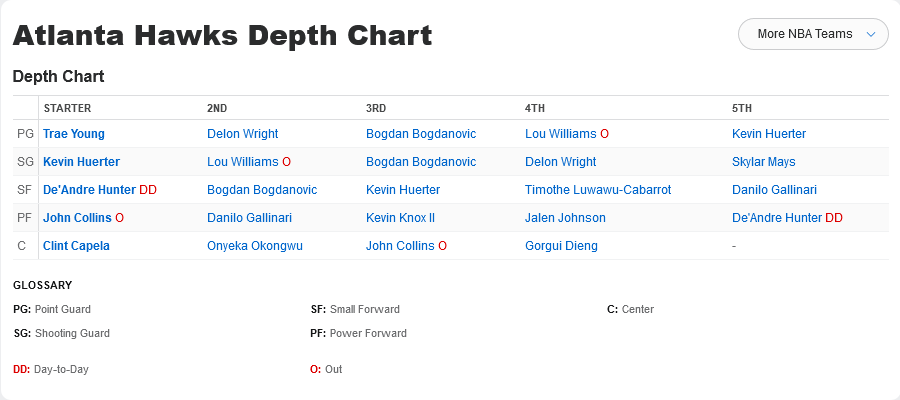 Atlanta Hawks Depth Chart
More NBA Teams
Depth Chart
STARTER 2ND 3RD 4TH 5TH
PG Trae Young Delon Wright Bogdan Bogdanovic Lou Williams O Kevin Huerter
SG Kevin Huerter Lou Williams O Bogdan Bogdanovic Delon Wright Skylar Mays
SF De'Andre Hunter DD Bogdan Bogdanovic Kevin Huerter Timothe Luwawu-Cabarrot Danilo Gallinari
PF John Collins O Danilo Gallinari Kevin Knox II Jalen Johnson De'Andre Hunter DD
C Clint Capela Onyeka Okongwu John Collins O Gorgui Dieng -
GLOSSARY
PG: Point Guard SF: Small Forward C: Center
SG: Shooting Guard PF: Power Forward
DD: Day-to-Day O: Out